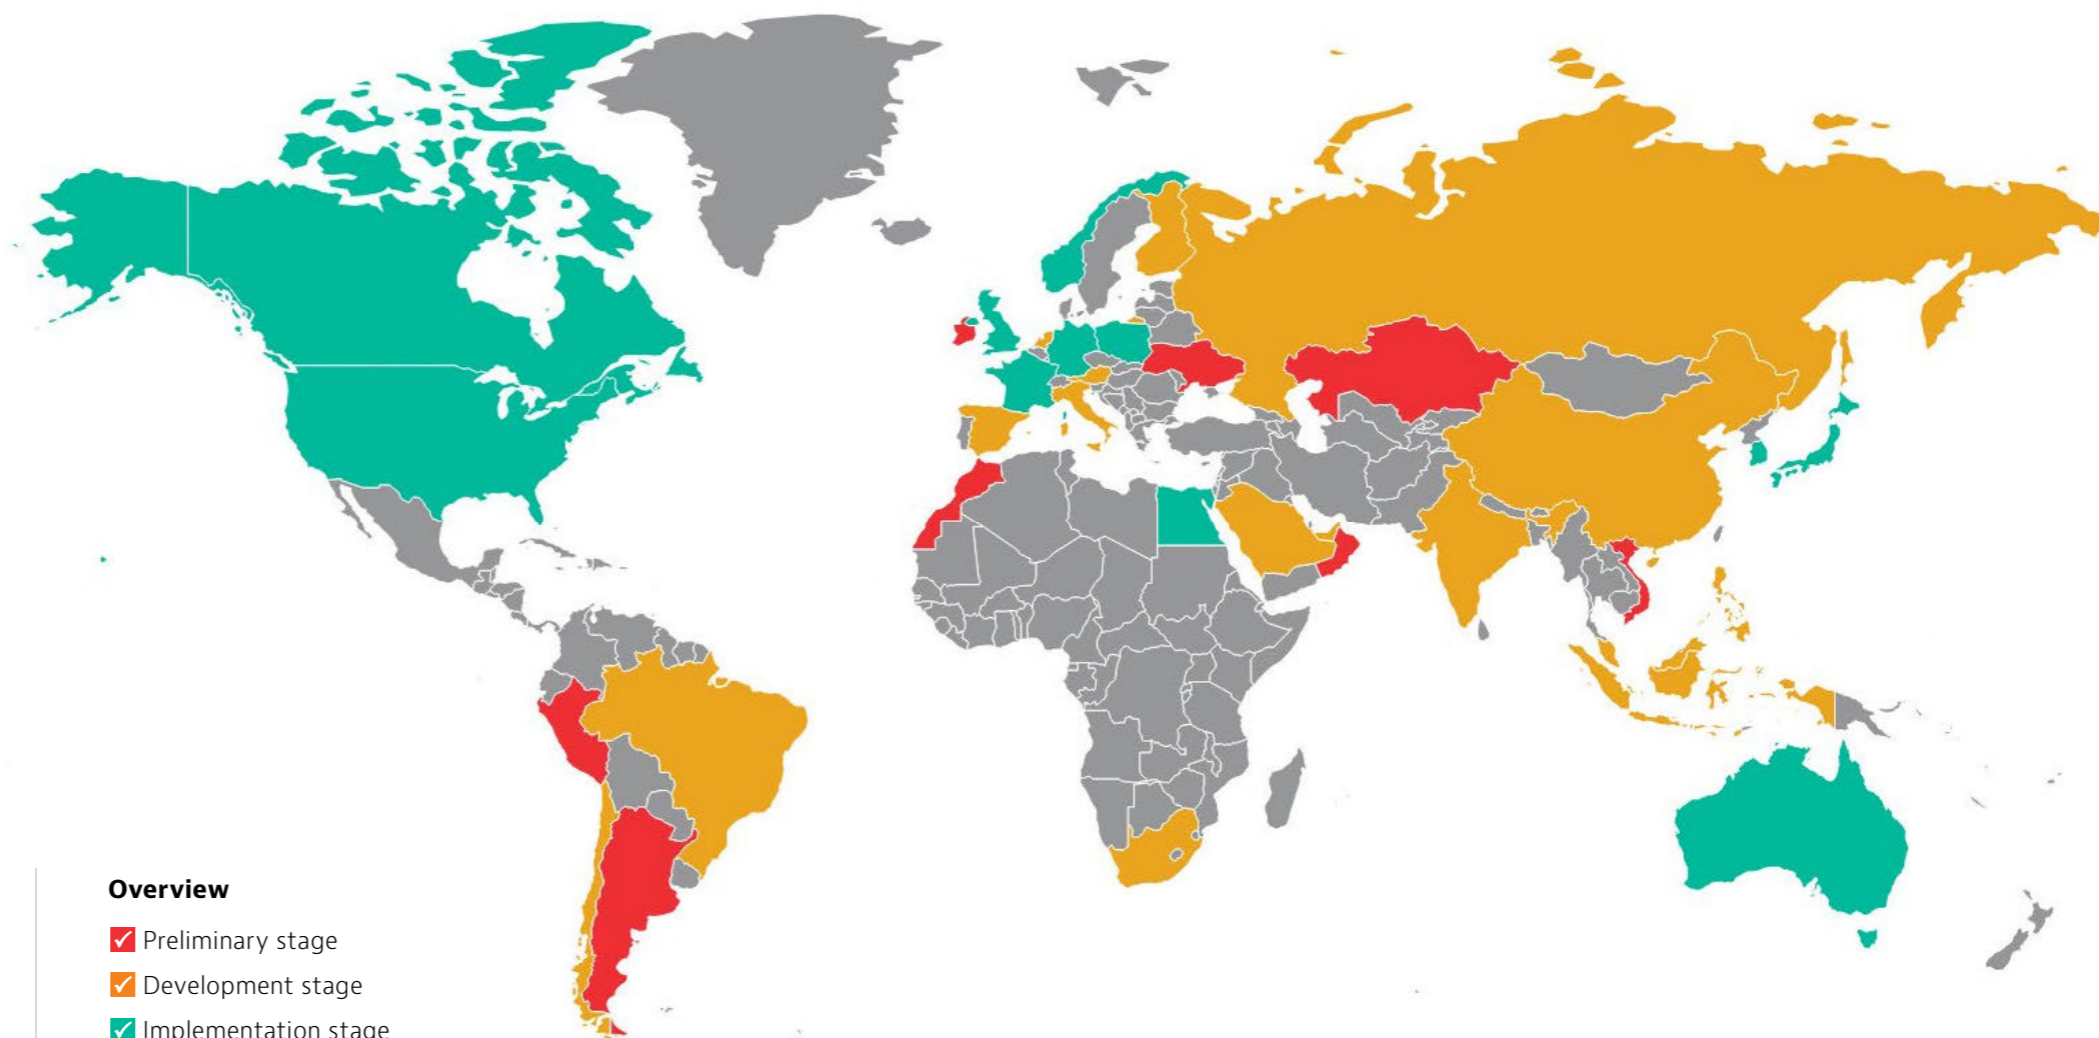 Overview
Preliminary stage
Development stage
Implementation stage